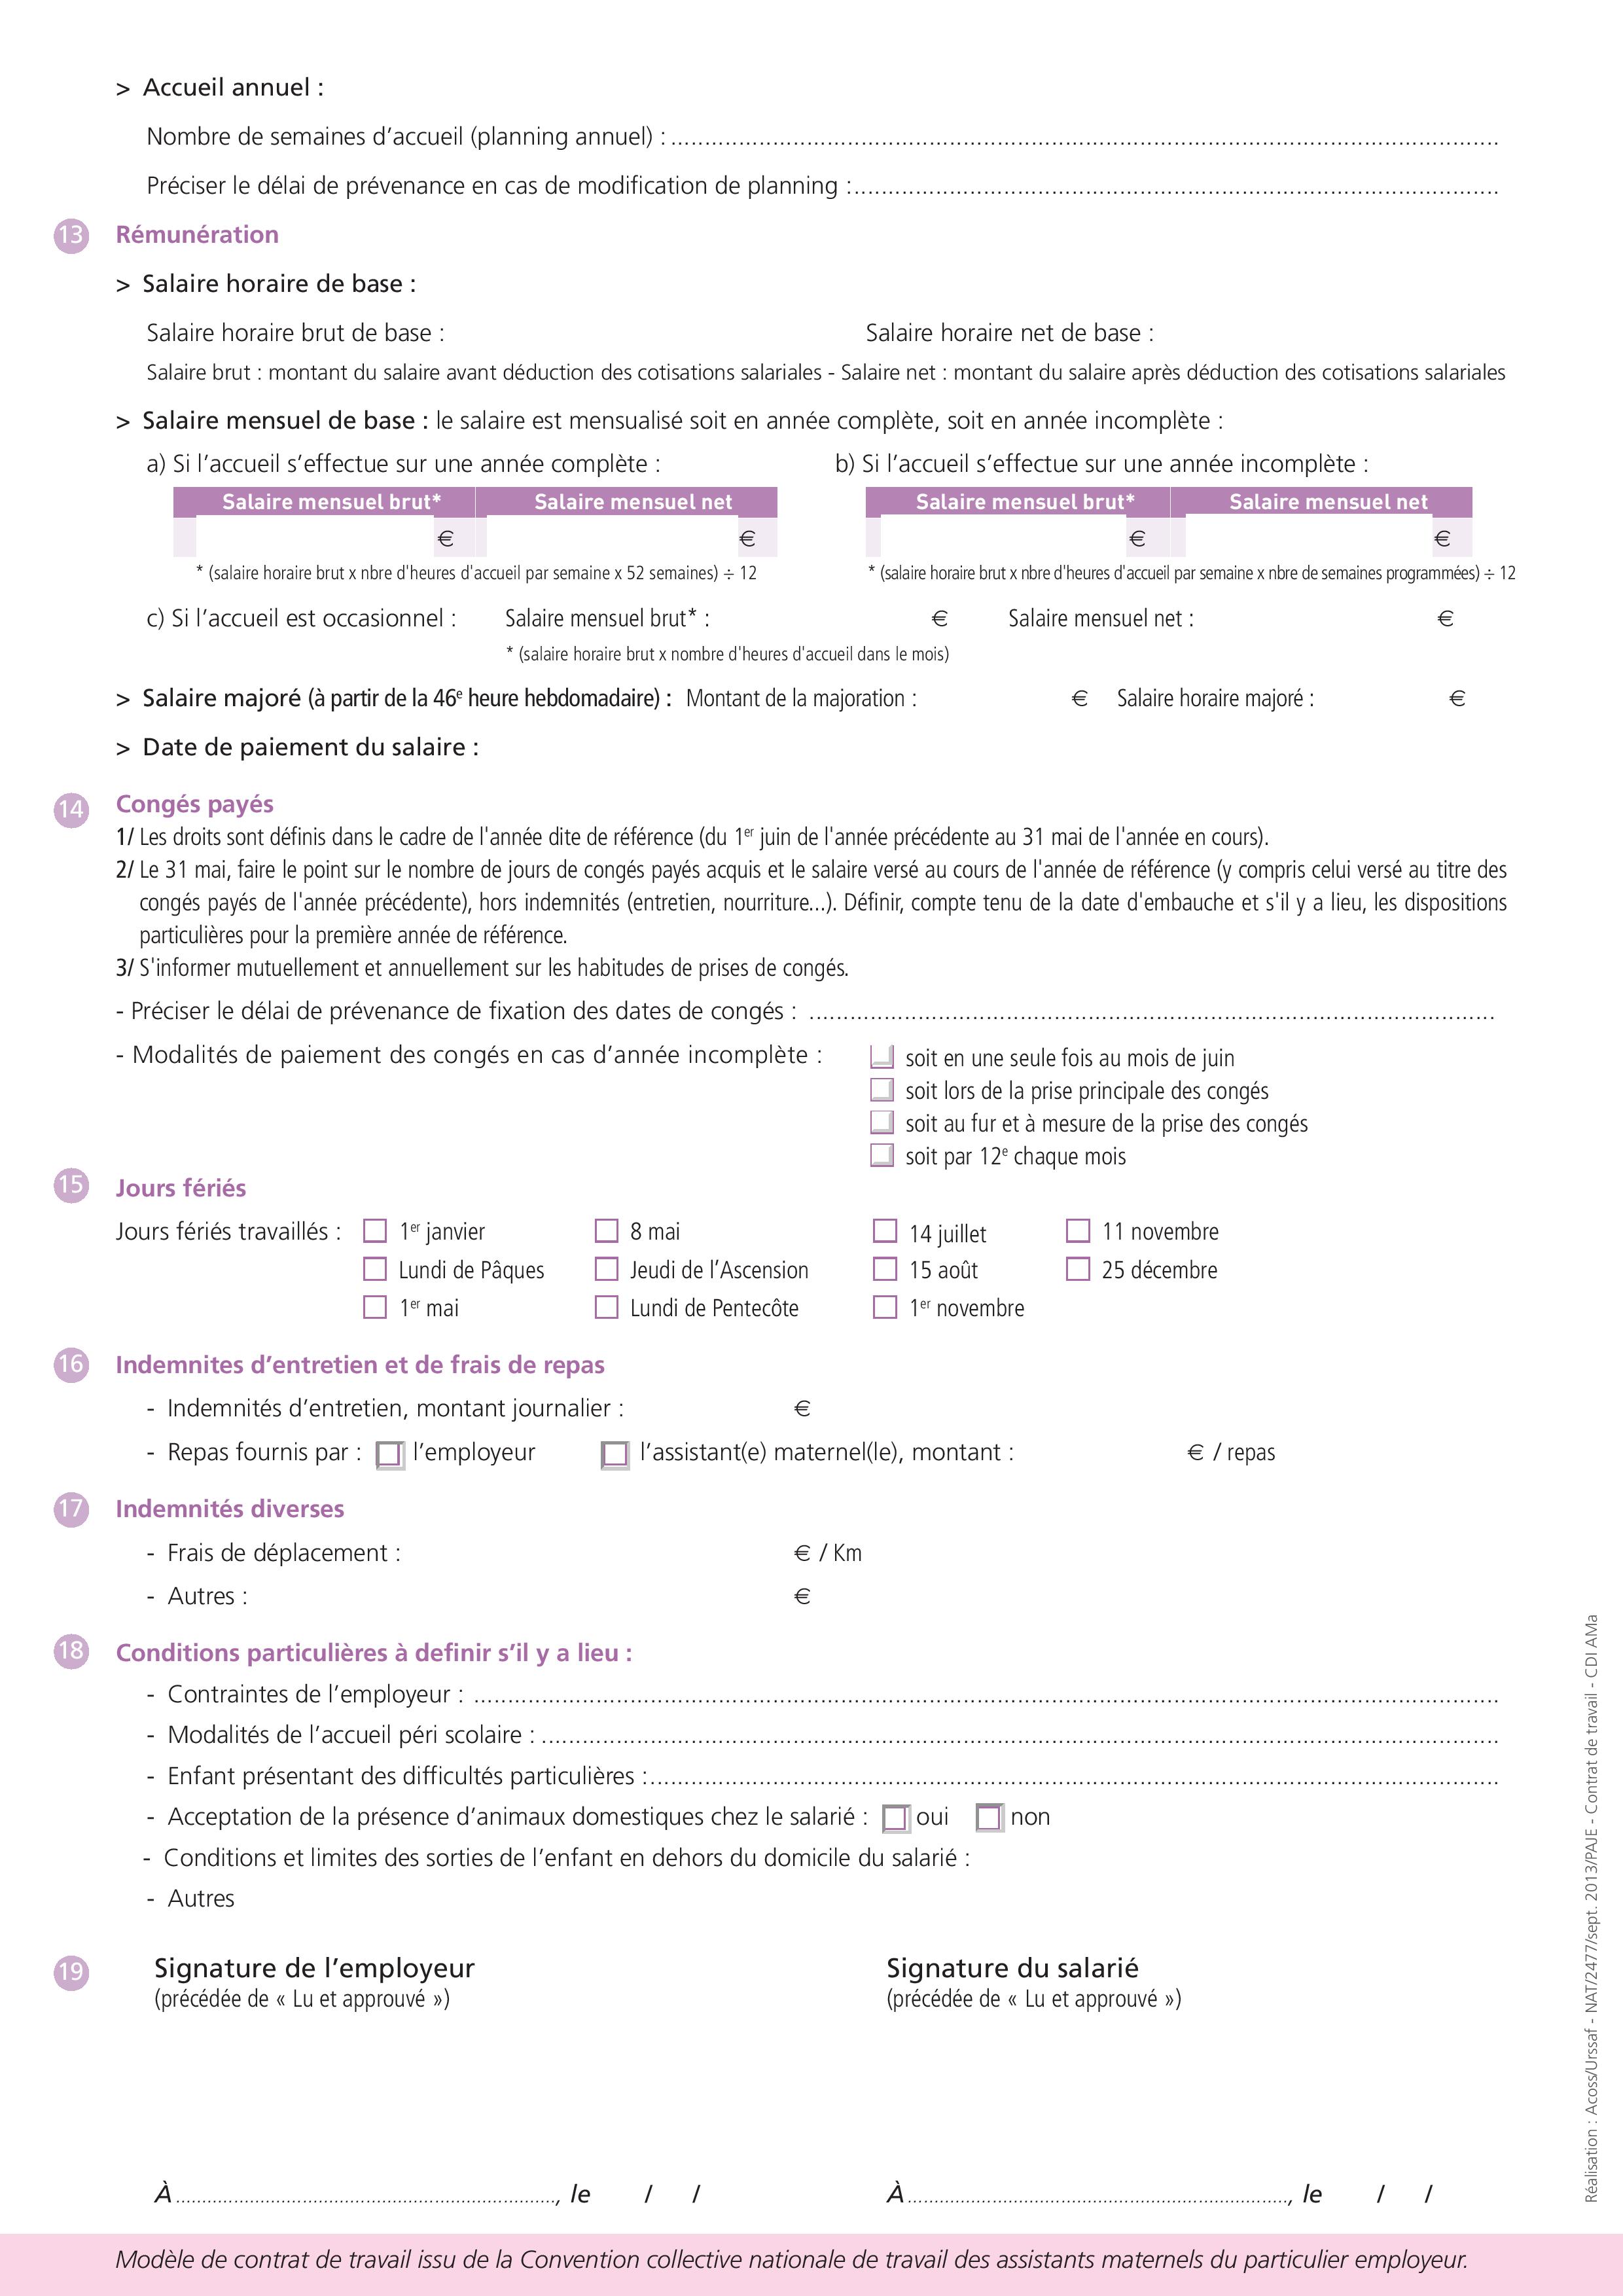 > Accueil annuel :
Nombre de semaines d’accueil (planning annuel) : ..........................................................................................................................
Préciser le délai de prévenance en cas de modification de planning :...............................................................................................
13 Rémunération
> Salaire horaire de base :
Salaire horaire brut de base : Salaire horaire net de base :
Salaire brut : montant du salaire avant déduction des cotisations salariales - Salaire net : montant du salaire après déduction des cotisations salariales
> Salaire mensuel de base : le salaire est mensualisé soit en année complète, soit en année incomplète :
a) Si l’accueil s’effectue sur une année complète : b) Si l’accueil s’effectue sur une année incomplète :
Salaire mensuel brut* Salaire mensuel net Salaire mensuel brut* Salaire mensuel net
€ € € €
* (salaire horaire brut x nbre d'heures d'accueil par semaine x 52 semaines) ÷ 12 * (salaire horaire brut x nbre d'heures d'accueil par semaine x nbre de semaines programmées) ÷ 12
c) Si l’accueil est occasionnel : Salaire mensuel brut* : € Salaire mensuel net : €
* (salaire horaire brut x nombre d'heures d'accueil dans le mois)
> Salaire majoré (à partir de la 46e heure hebdomadaire) : Montant de la majoration : € Salaire horaire majoré : €
> Date de paiement du salaire :
14 Congés payés
1/ Les droits sont définis dans le cadre de l'année dite de référence (du 1er juin de l'année précédente au 31 mai de l'année en cours).
2/ Le 31 mai, faire le point sur le nombre de jours de congés payés acquis et le salaire versé au cours de l'année de référence (y compris celui versé au titre des
congés payés de l'année précédente), hors indemnités (entretien, nourriture...). Définir, compte tenu de la date d'embauche et s'il y a lieu, les dispositions
particulières pour la première année de référence.
3/ S'informer mutuellement et annuellement sur les habitudes de prises de congés.
- Préciser le délai de prévenance de fixation des dates de congés : .....................................................................................................
- Modalités de paiement des congés en cas d’année incomplète : soit en une seule fois au mois de juin
soit lors de la prise principale des congés
soit au fur et à mesure de la prise des congés
soit par 12e chaque mois
15 Jours fériés
Jours fériés travaillés : 1er janvier 8 mai 14 juillet 11 novembre
Lundi de Pâques Jeudi de l’Ascension 15 août 25 décembre
1er mai Lundi de Pentecôte 1er novembre
16 Indemnites d’entretien et de frais de repas
- Indemnités d’entretien, montant journalier : €
- Repas fournis par : l’employeur l’assistant(e) maternel(le), montant : € / repas
17 Indemnités diverses
- Frais de déplacement : € / Km
- Autres : €
18 Conditions particulières à definir s’il y a lieu :
- Contraintes de l’employeur : .......................................................................................................................................................
- Modalités de l’accueil péri scolaire : .............................................................................................................................................
- Enfant présentant des difficultés particulières :.............................................................................................................................
- Acceptation de la présence d’animaux domestiques chez le salarié : oui non
- Conditions et limites des sorties de l’enfant en dehors du domicile du salarié :
- Autres
19 Signature de l’employeur Signature du salarié
(précédée de « Lu et approuvé ») (précédée de « Lu et approuvé »)
À ........................................................................, le / / À ........................................................................, le / /
Réalisation : Acoss/Urssaf - NAT/2477/sept. 2013/PAJE - Contrat de travail - CDI AMa
Modèle de contrat de travail issu de la Convention collective nationale de travail des assistants maternels du particulier employeur.